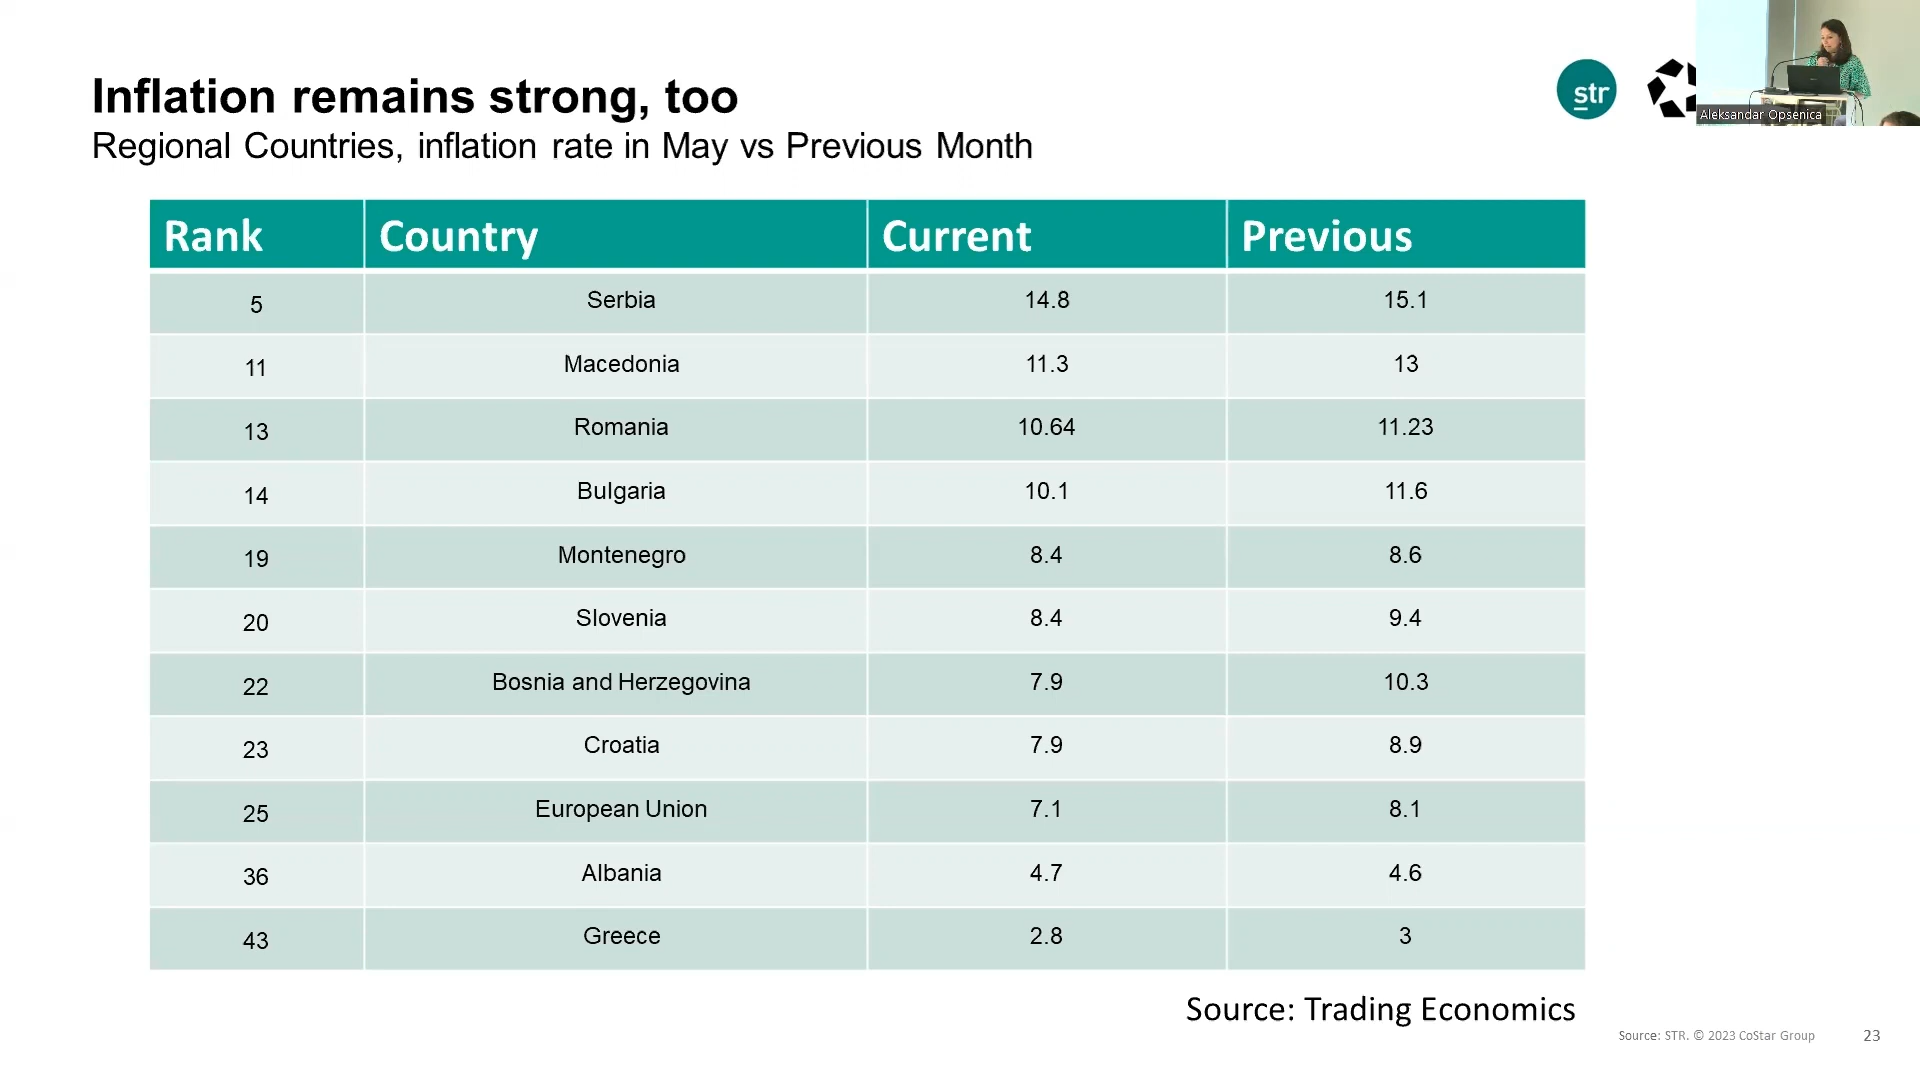 Inflation remains strong, too
Regional Countries, inflation rate in May vs Previous Month
str
Aleksandar Opsenica
Rank Country Current Previous
5 Serbia 14.8 15.1
11 Macedonia 11.3 13
13 Romania 10.64 11.23
14 Bulgaria 10.1 11.6
19 Montenegro 8.4 8.6
20 Slovenia 8.4 9.4
22 Bosnia and Herzegovina 7.9 10.3
23 Croatia 7.9 8.9
25 European Union 7.1 8.1
36 Albania 4.7 4.6
43 Greece 2.8 3
Source: Trading Economics
Source: STR. © 2023 CoStar Group 23